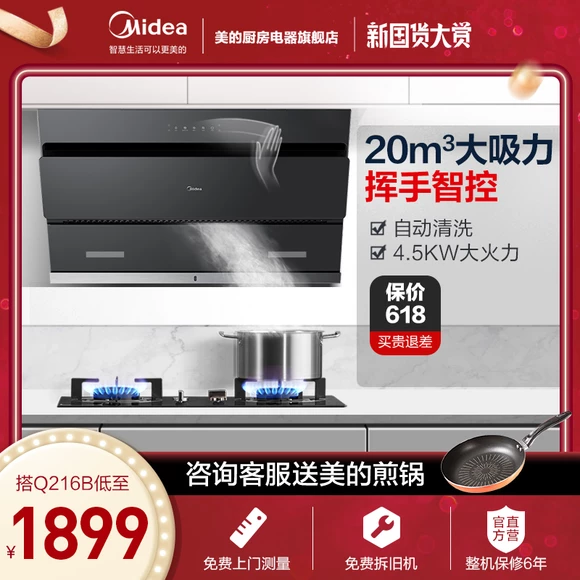 Midea
智慧生活可以更美的
美的厨房电器旗舰店
新国货大赏
Midea
20m³大吸力
挥手智控
自动清洗
4.5KW大火力
保价
618
买贵退差
搭Q216B低至
¥1899
咨询客服送美的煎锅
免费上门测量
免费拆旧机
官直方营
整机保修6年